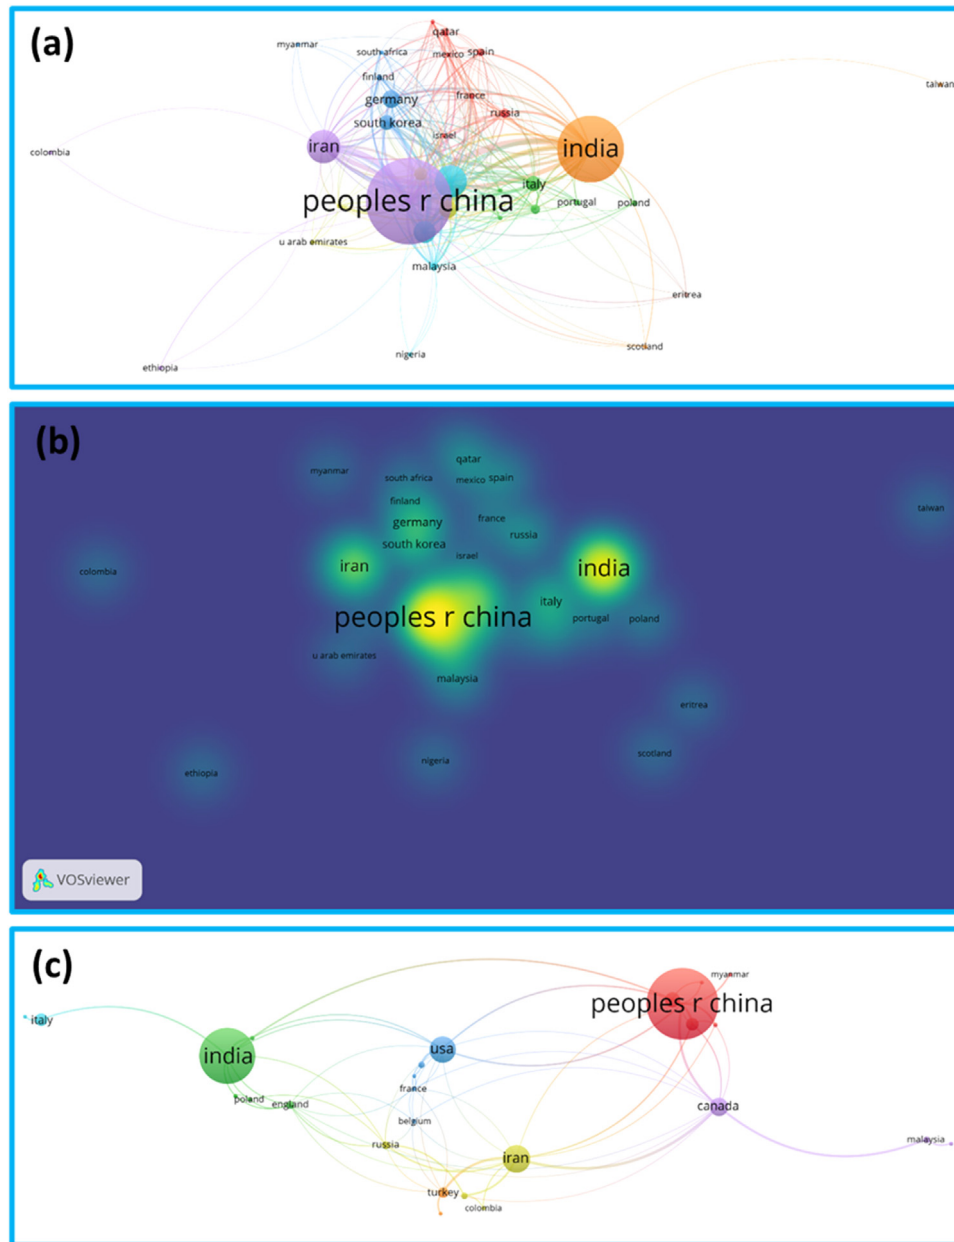 (a)
qatar
myanmar
south africa
mexico spain
finland
taiwan
germany
france
russia
south korea
israel
iran
india
colombia
italy
peoples r china
portugal
poland
u arab emirates
malaysia
eritrea
scotland
nigeria
ethiopia
(b)
qatar
myanmar
south africa
mexico spain
finland
taiwan
germany
france
russia
south korea
israel
iran
india
colombia
italy
peoples r china
portugal
poland
u arab emirates
malaysia
eritrea
scotland
nigeria
ethiopia
VOSviewer
(c)
myanmar
peoples r china
italy
usa
india
france
poland
england
canada
belgium
russia
malaysia
iran
turkey
colombia